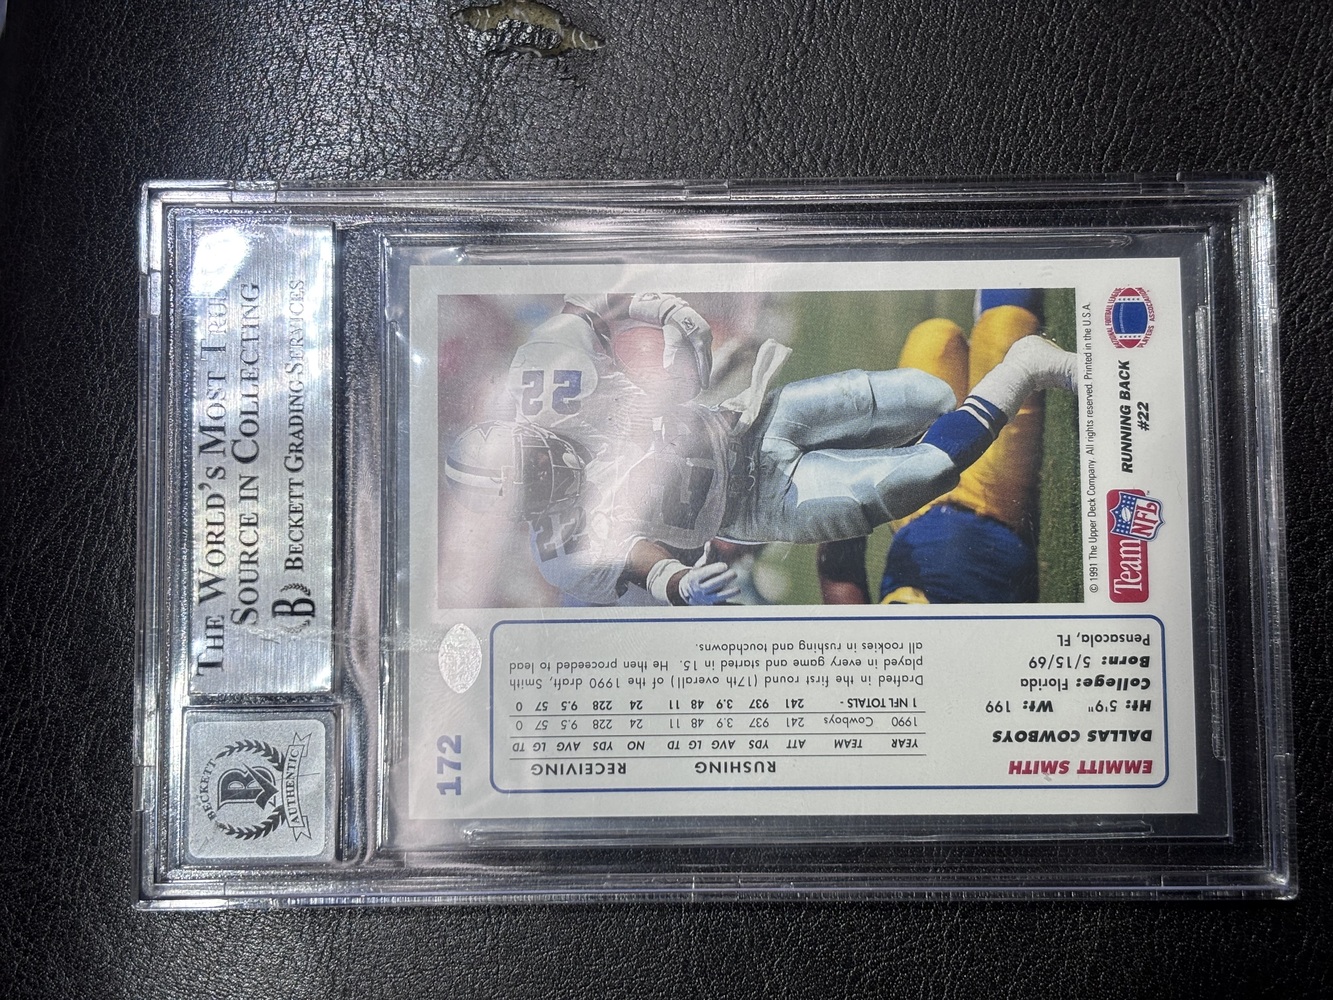 THE WORLD'S MOST TRU
SOURCE IN COLLECTING
B BECKETT GRADING SERVICES
BECKETT
B
AUTHENTIC
172
22
© 1991 The Upper Deck Company. All rights reserved. Printed in the U.S.A.
Team NFL
RUNNING BACK
#22
NATIONAL FOOTBALL LEAGUE
PLAYERS ASSOCIATION
EMMITT SMITH
DALLAS COWBOYS
Ht: 5'9" Wt: 199
College: Florida
Born: 5/15/69
Pensacola, FL
RUSHING RECEIVING
YEAR TEAM ATT YDS AVG LG TD NO YDS AVG LG TD
1990 Cowboys 241 937 3.9 48 11 24 228 9.5 57 0
1 NFL TOTALS - 241 937 3.9 48 11 24 228 9.5 57 0
Drafted in the first round (17th overall) of the 1990 draft, Smith
played in every game and started in 15. He then proceeded to lead
all rookies in rushing and touchdowns.